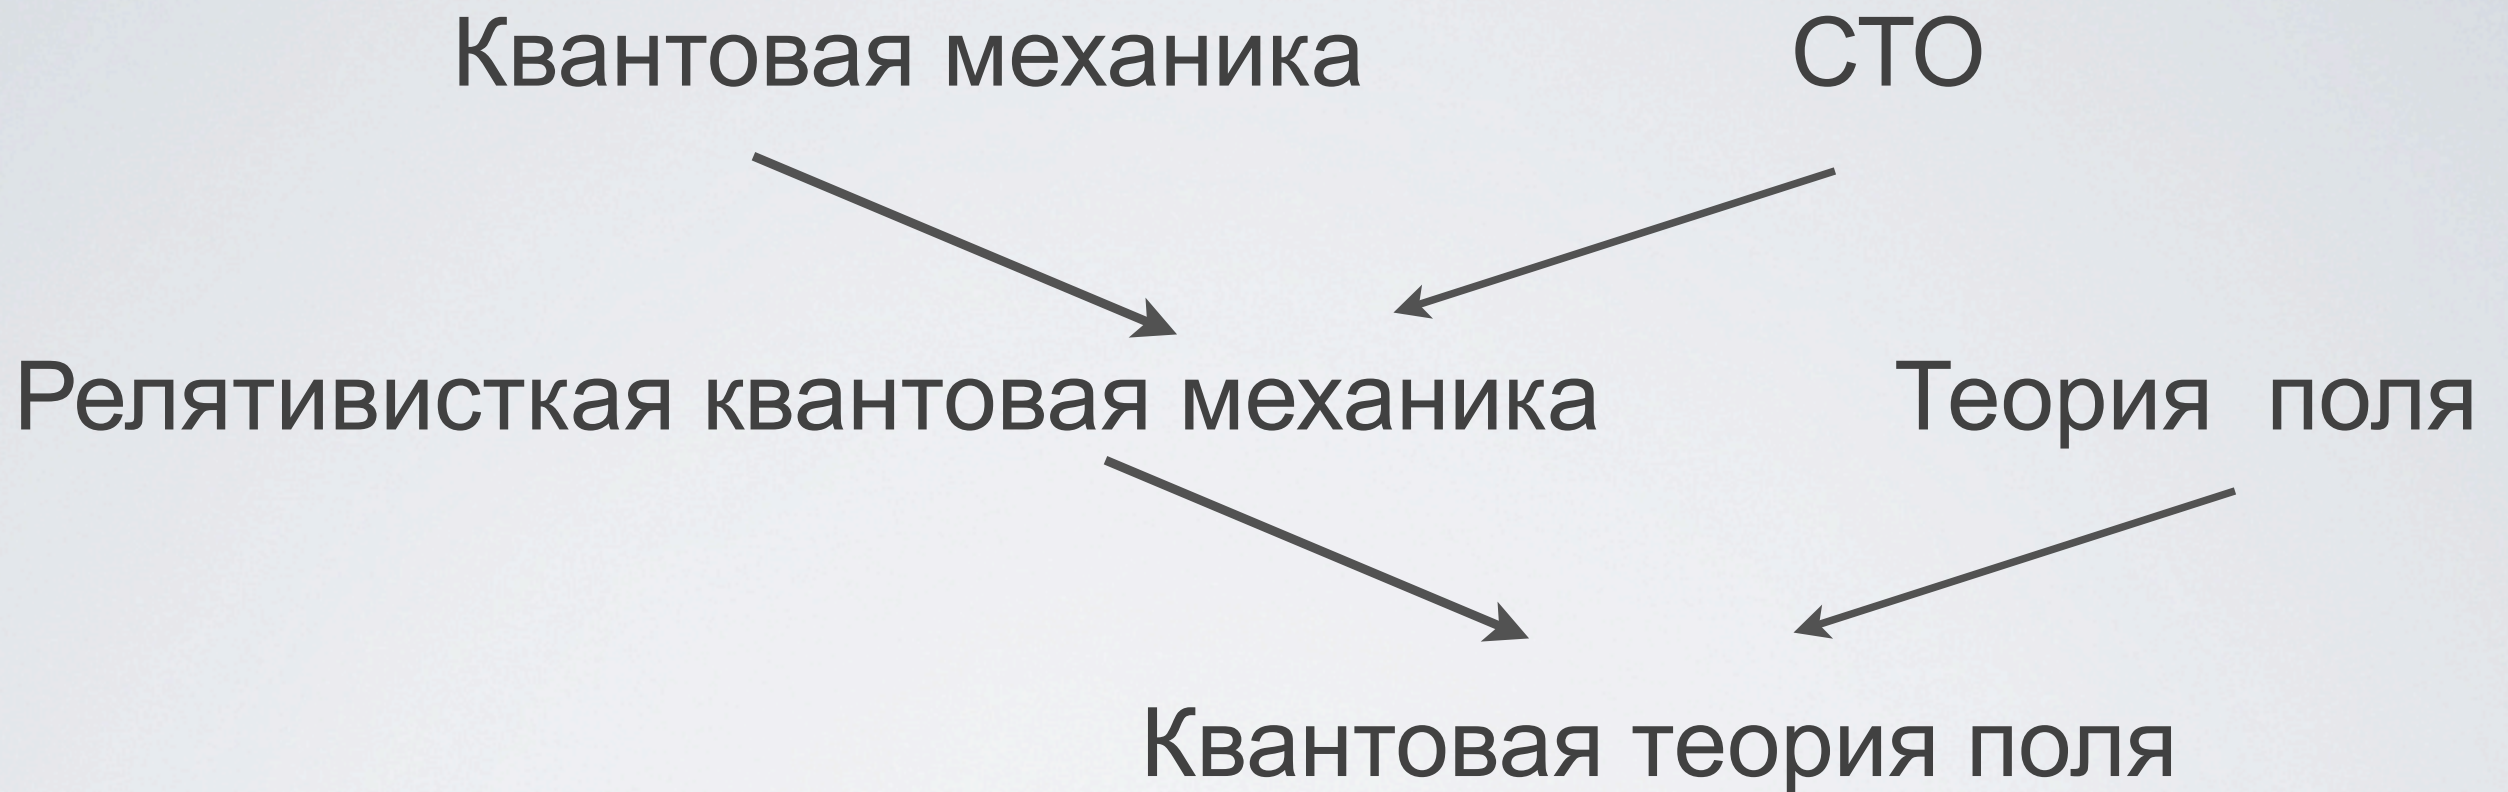 Квантовая механика
СТО
Релятивисткая квантовая механика
Теория поля
Квантовая теория поля